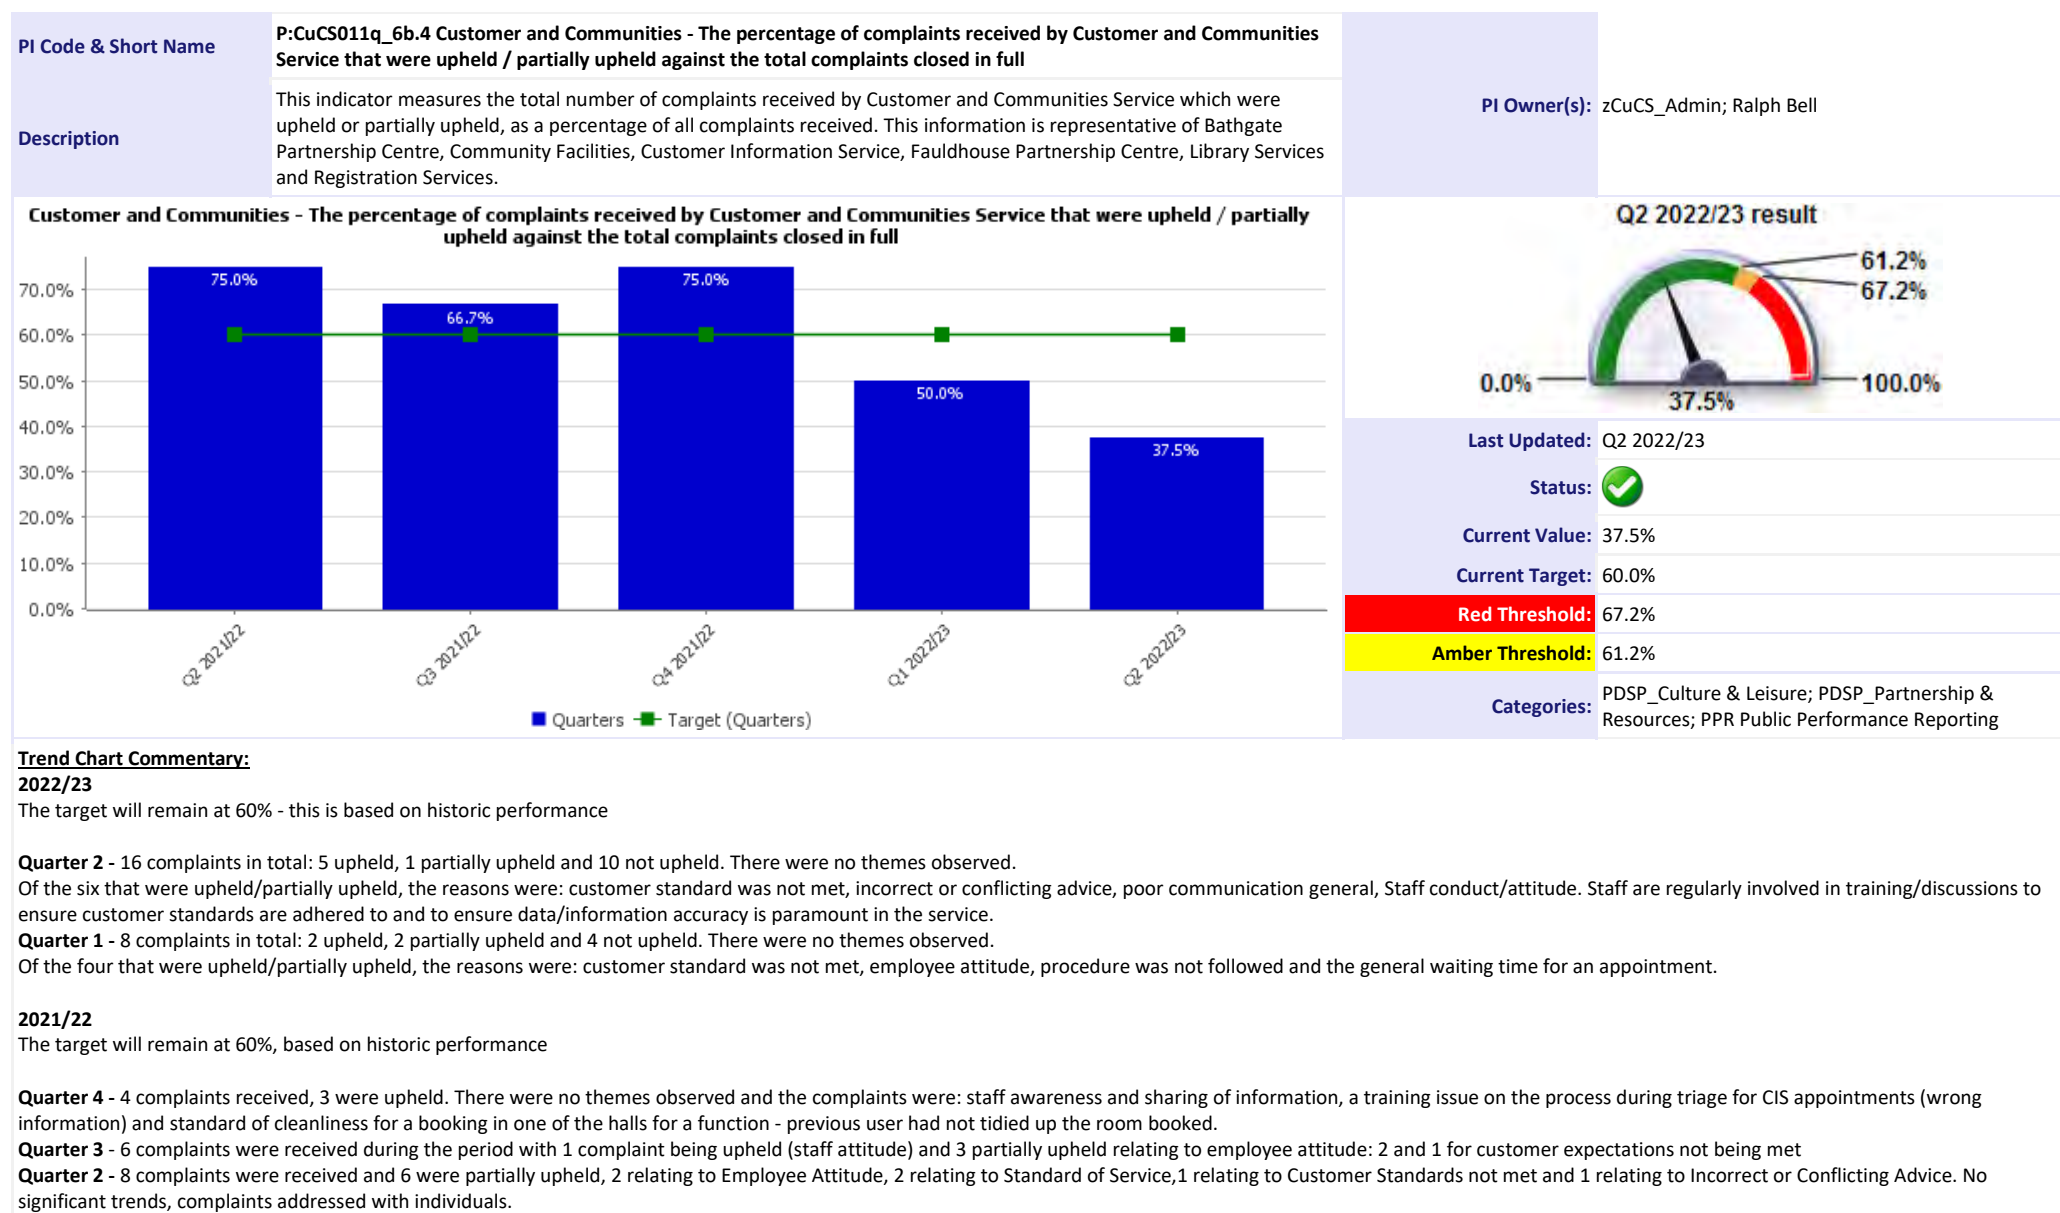 PI Code & Short Name
P:CuCS011q_6b.4 Customer and Communities - The percentage of complaints received by Customer and Communities
Service that were upheld / partially upheld against the total complaints closed in full
PI Owner(s):
zCuCS_Admin; Ralph Bell
Description
This indicator measures the total number of complaints received by Customer and Communities Service which were
upheld or partially upheld, as a percentage of all complaints received. This information is representative of Bathgate
Partnership Centre, Community Facilities, Customer Information Service, Fauldhouse Partnership Centre, Library Services
and Registration Services.
Customer and Communities - The percentage of complaints received by Customer and Communities Service that were upheld / partially
upheld against the total complaints closed in full
70.0%
60.0%
50.0%
40.0%
30.0%
20.0%
10.0%
0.0%
75.0%
66.7%
75.0%
50.0%
37.5%
Q2 2021/22
Q3 2021/22
Q4 2021/22
Q1 2022/23
Q2 2022/23
Quarters
Target (Quarters)
Q2 2022/23 result
61.2%
67.2%
0.0%
100.0%
37.5%
Last Updated: Q2 2022/23
Status:
Current Value: 37.5%
Current Target: 60.0%
Red Threshold: 67.2%
Amber Threshold: 61.2%
Categories:
PDSP_Culture & Leisure; PDSP_Partnership &
Resources; PPR Public Performance Reporting
Trend Chart Commentary:
2022/23
The target will remain at 60% - this is based on historic performance
Quarter 2 - 16 complaints in total: 5 upheld, 1 partially upheld and 10 not upheld. There were no themes observed.
Of the six that were upheld/partially upheld, the reasons were: customer standard was not met, incorrect or conflicting advice, poor communication general, Staff conduct/attitude. Staff are regularly involved in training/discussions to
ensure customer standards are adhered to and to ensure data/information accuracy is paramount in the service.
Quarter 1 - 8 complaints in total: 2 upheld, 2 partially upheld and 4 not upheld. There were no themes observed.
Of the four that were upheld/partially upheld, the reasons were: customer standard was not met, employee attitude, procedure was not followed and the general waiting time for an appointment.
2021/22
The target will remain at 60%, based on historic performance
Quarter 4 - 4 complaints received, 3 were upheld. There were no themes observed and the complaints were: staff awareness and sharing of information, a training issue on the process during triage for CIS appointments (wrong
information) and standard of cleanliness for a booking in one of the halls for a function - previous user had not tidied up the room booked.
Quarter 3 - 6 complaints were received during the period with 1 complaint being upheld (staff attitude) and 3 partially upheld relating to employee attitude: 2 and 1 for customer expectations not being met
Quarter 2 - 8 complaints were received and 6 were partially upheld, 2 relating to Employee Attitude, 2 relating to Standard of Service,1 relating to Customer Standards not met and 1 relating to Incorrect or Conflicting Advice. No
significant trends, complaints addressed with individuals.